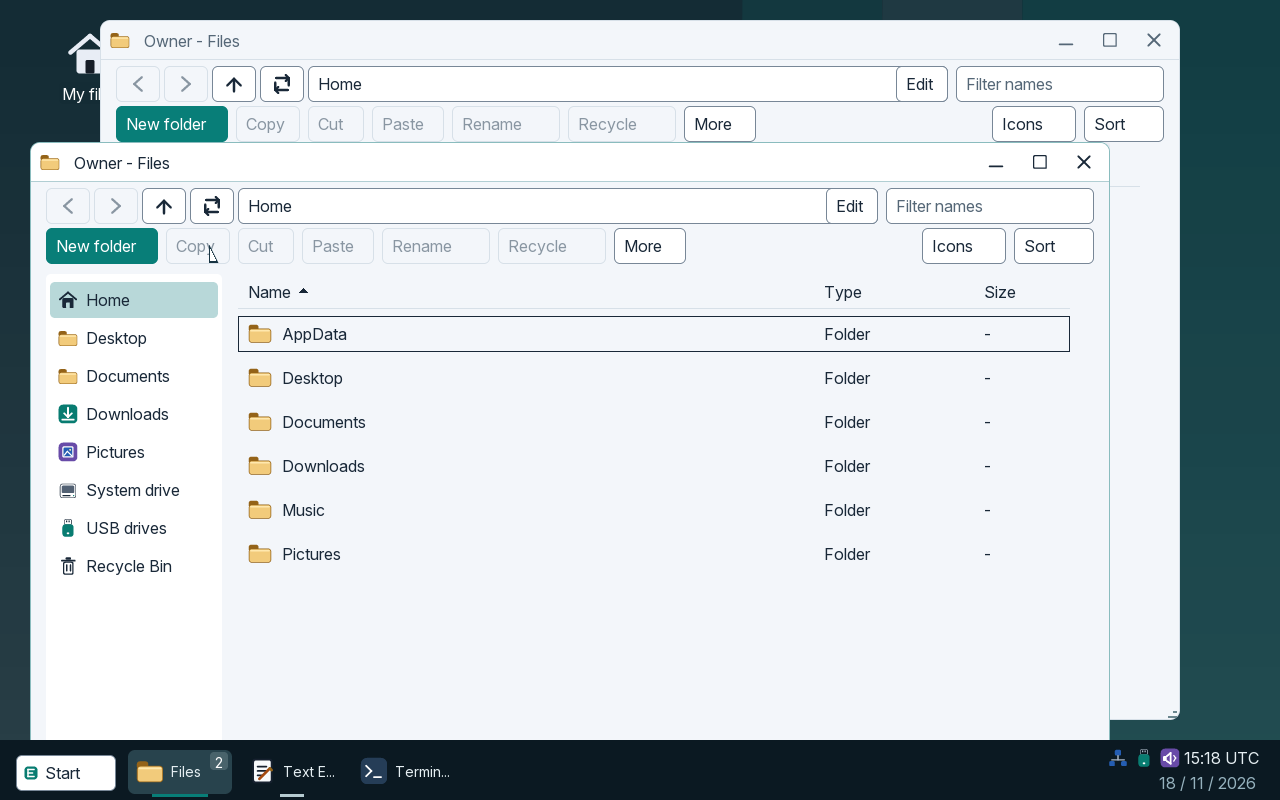 My fil
Owner - Files
Home
Edit
Filter names
New folder
Copy
Cut
Paste
Rename
Recycle
More
Icons
Sort
Owner - Files
Home
Edit
Filter names
New folder
Copy
Cut
Paste
Rename
Recycle
More
Icons
Sort
Home
Desktop
Documents
Downloads
Pictures
System drive
USB drives
Recycle Bin
Name Type Size
AppData Folder -
Desktop Folder -
Documents Folder -
Downloads Folder -
Music Folder -
Pictures Folder -
Start
Files 2
Text E...
Termin...
15:18 UTC
18 / 11 / 2026